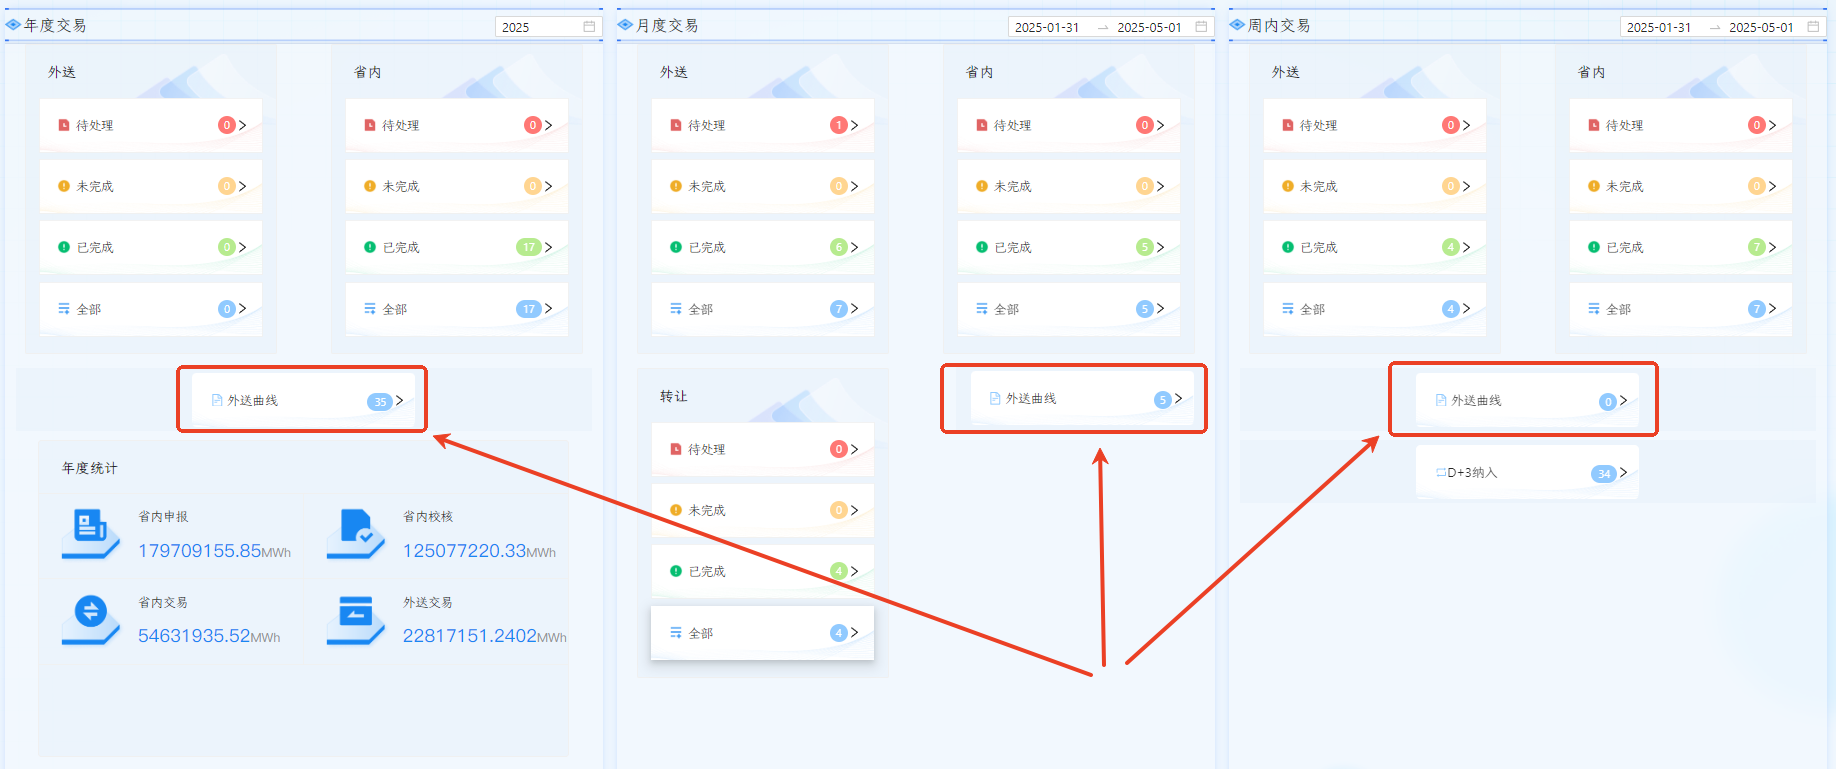 年度交易
2025
外送
待处理
0
未完成
0
已完成
0
全部
0
省内
待处理
0
未完成
0
已完成
17
全部
17
外送曲线
35
年度统计
省内申报
179709155.85MWh
省内校核
125077220.33MWh
省内交易
54631935.52MWh
外送交易
22817151.2402MWh
月度交易
2025-01-31 → 2025-05-01
外送
待处理
1
未完成
0
已完成
6
全部
7
省内
待处理
0
未完成
0
已完成
5
全部
5
转让
待处理
0
未完成
0
已完成
4
全部
4
外送曲线
5
周内交易
2025-01-31 → 2025-05-01
外送
待处理
0
未完成
0
已完成
4
全部
4
省内
待处理
0
未完成
0
已完成
7
全部
7
外送曲线
0
D+3纳入
34